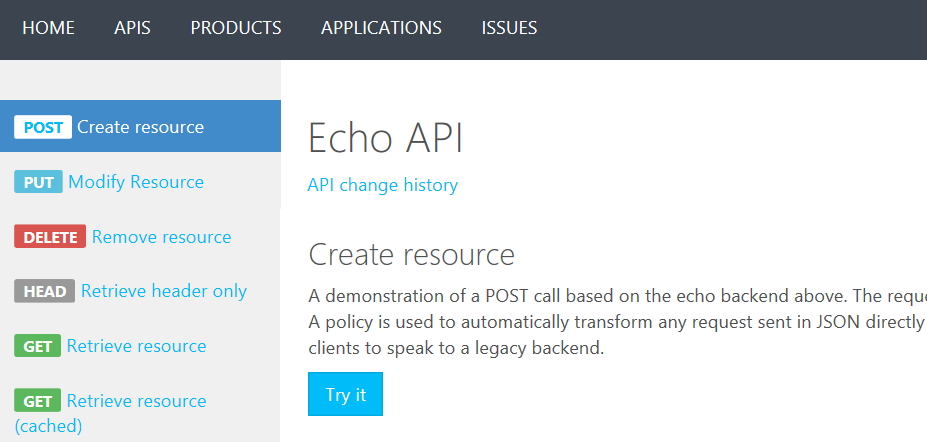 HOME APIS PRODUCTS APPLICATIONS ISSUES
POST Create resource
PUT Modify Resource
DELETE Remove resource
HEAD Retrieve header only
GET Retrieve resource
GET Retrieve resource
(cached)
Echo API
API change history
Create resource
A demonstration of a POST call based on the echo backend above. The
A policy is used to automatically transform any request sent in JSON directly
clients to speak to a legacy backend.
Try it